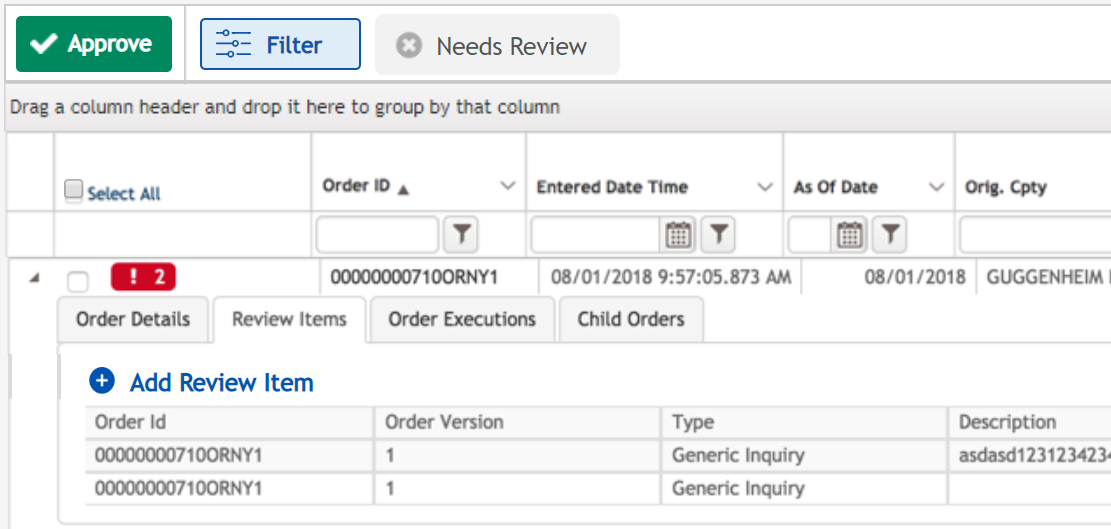 Approve Filter Needs Review
Drag a column header and drop it here to group by that column
Select All Order ID Entered Date Time As Of Date Orig. Cpty
! 2 00000000710ORNY1 08/01/2018 9:57:05.873 AM 08/01/2018 GUGGENHEIM
Order Details Review Items Order Executions Child Orders
Add Review Item
Order Id Order Version Type Description
00000000710ORNY1 1 Generic Inquiry asdasd1231234234
00000000710ORNY1 1 Generic Inquiry